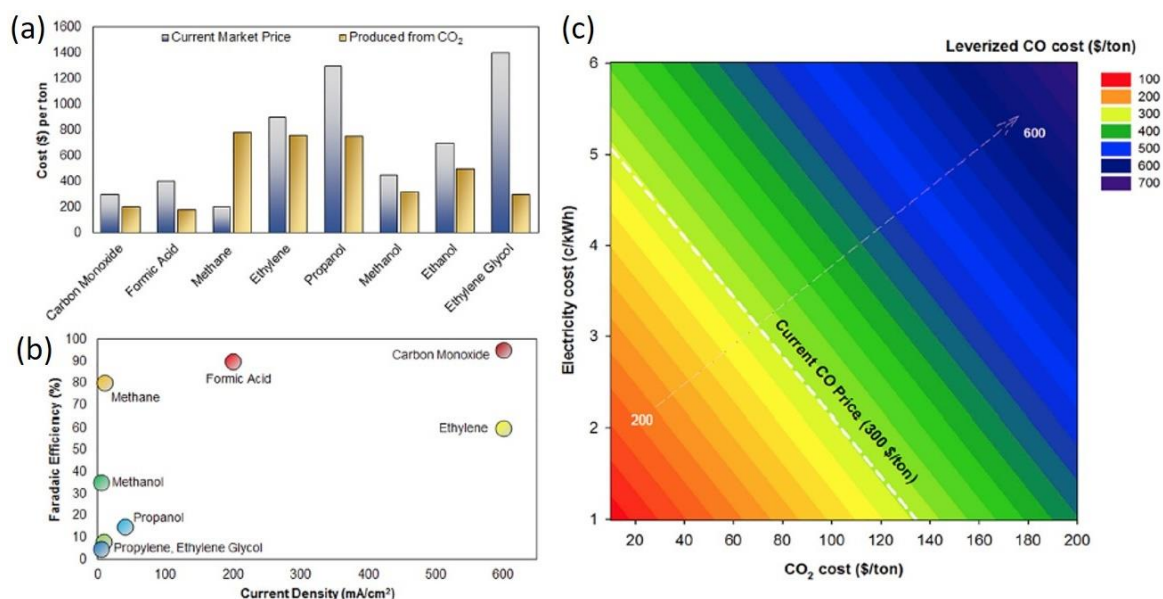 (a)
1600
1400
1200
1000
800
600
400
200
0
Cost ($) per ton
Current Market Price
Produced from CO₂
Carbon Monoxide
Formic Acid
Methane
Ethylene
Propanol
Methanol
Ethanol
Ethylene Glycol
(b)
100
90
80
70
60
50
40
30
20
10
0
Faradaic Efficiency (%)
Carbon Monoxide
Formic Acid
Methane
Ethylene
Methanol
Propanol
Propylene, Ethylene Glycol
0 100 200 300 400 500 600
Current Density (mA/cm²)
(c)
Leverized CO cost ($/ton)
100
200
300
400
500
600
700
6
5
4
3
2
1
Electricity cost (c/kWh)
600
200
Current CO Price (300 $/ton)
20 40 60 80 100 120 140 160 180 200
CO₂ cost ($/ton)